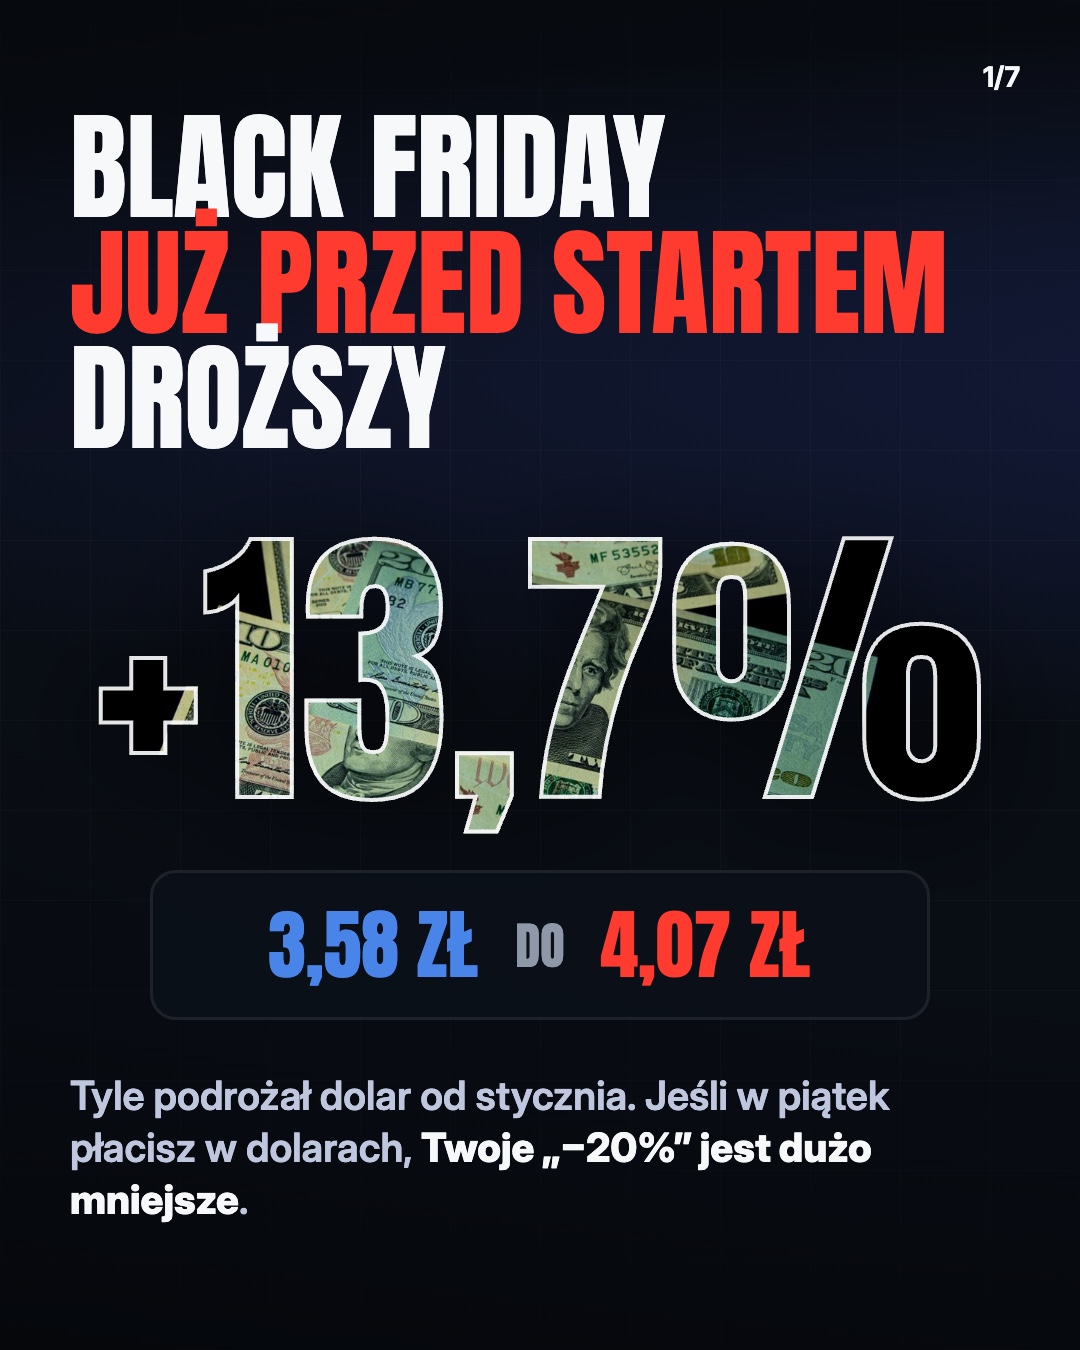 1/7
BLACK FRIDAY
JUŻ PRZED STARTEM
DROŻSZY
+13,7%
3,58 ZŁ DO 4,07 ZŁ
Tyle podrożał dolar od stycznia. Jeśli w piątek
płacisz w dolarach, Twoje „−20%” jest dużo
mniejsze.